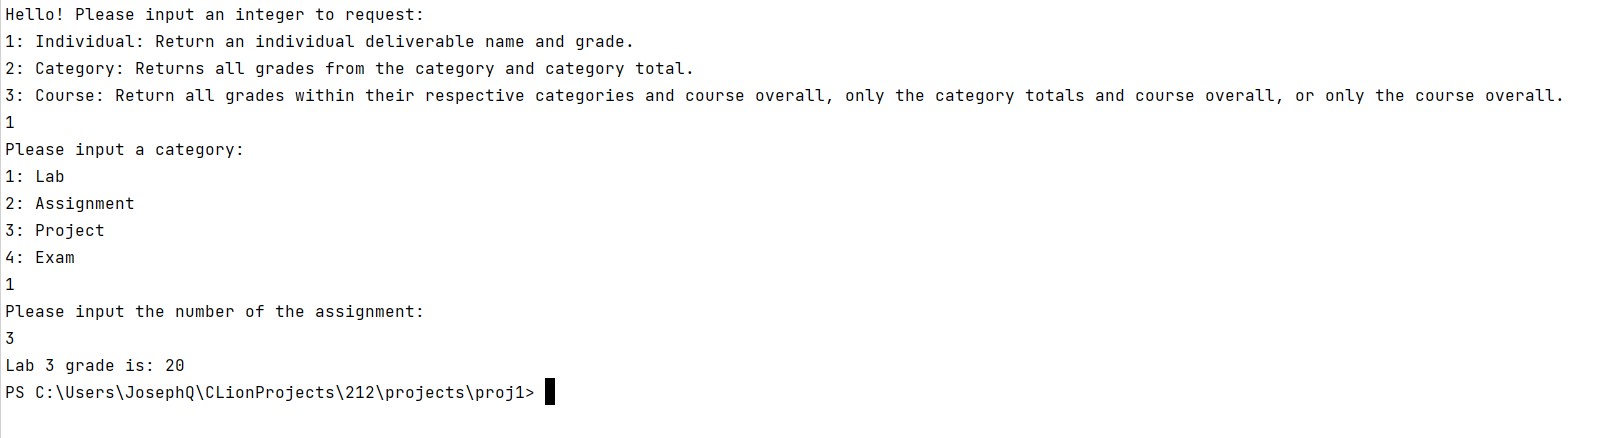 Hello! Please input an integer to request:
1: Individual: Return an individual deliverable name and grade.
2: Category: Returns all grades from the category and category total.
3: Course: Return all grades within their respective categories and course overall, only the category totals and course overall, or only the course overall.
1
Please input a category:
1: Lab
2: Assignment
3: Project
4: Exam
1
Please input the number of the assignment:
3
Lab 3 grade is: 20
PS C:\Users\JosephQ\CLionProjects\212\projects\proj1>